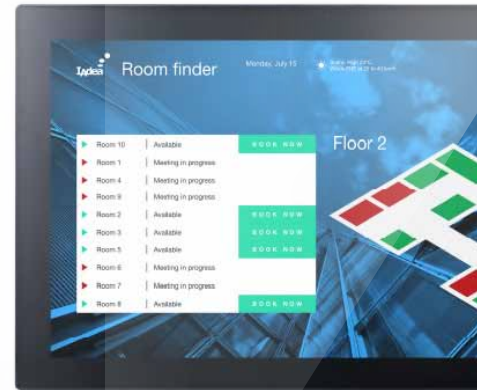 IAdea
Room finder
Monday, July 15
Floor 2
Room 10 | Available BOOK NOW
Room 1 | Meeting in progress
Room 4 | Meeting in progress
Room 9 | Meeting in progress
Room 2 | Available BOOK NOW
Room 3 | Available BOOK NOW
Room 5 | Available BOOK NOW
Room 6 | Meeting in progress
Room 7 | Meeting in progress
Room 8 | Available BOOK NOW